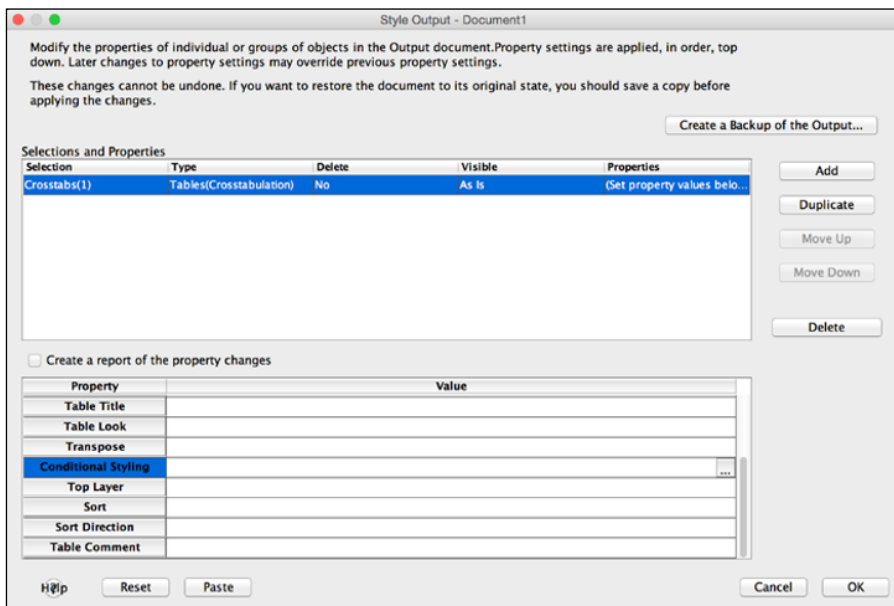 Style Output - Document1
Modify the properties of individual or groups of objects in the Output document.Property settings are applied, in order, top
down. Later changes to property settings may override previous property settings.
These changes cannot be undone. If you want to restore the document to its original state, you should save a copy before
applying the changes.
Create a Backup of the Output...
Selections and Properties
Selection Type Delete Visible Properties
Crosstabs(1) Tables(Crosstabulation) No As Is (Set property values belo...
Add
Duplicate
Move Up
Move Down
Delete
Create a report of the property changes
Property Value
Table Title
Table Look
Transpose
Conditional Styling ...
Top Layer
Sort
Sort Direction
Table Comment
Help Reset Paste Cancel OK